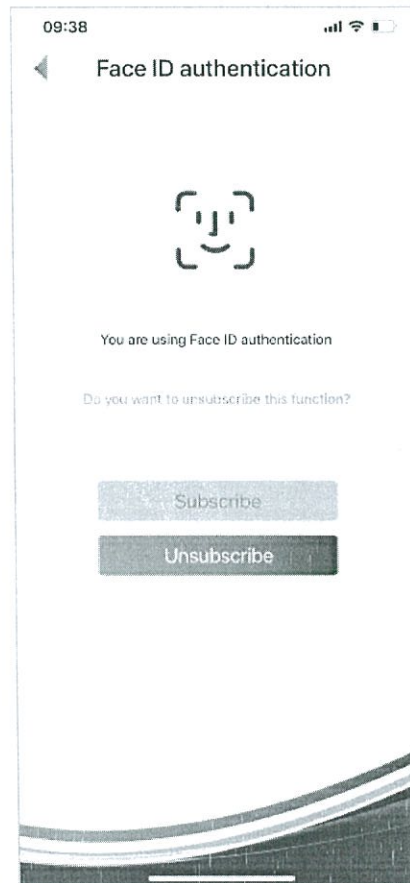 09:38
Face ID authentication
You are using Face ID authentication
Do you want to unsubscribe this function?
Subscribe
Unsubscribe